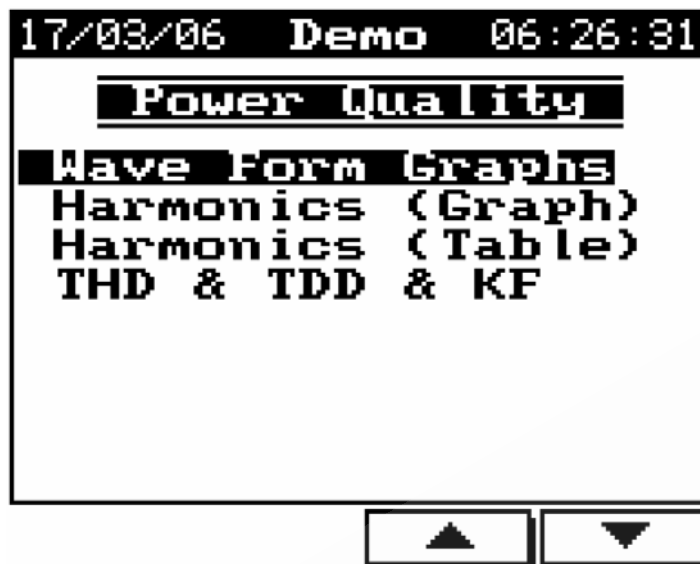 17/03/06 Demo 06:26:31
Power Quality
Wave Form Graphs
Harmonics (Graph)
Harmonics (Table)
THD & TDD & KF